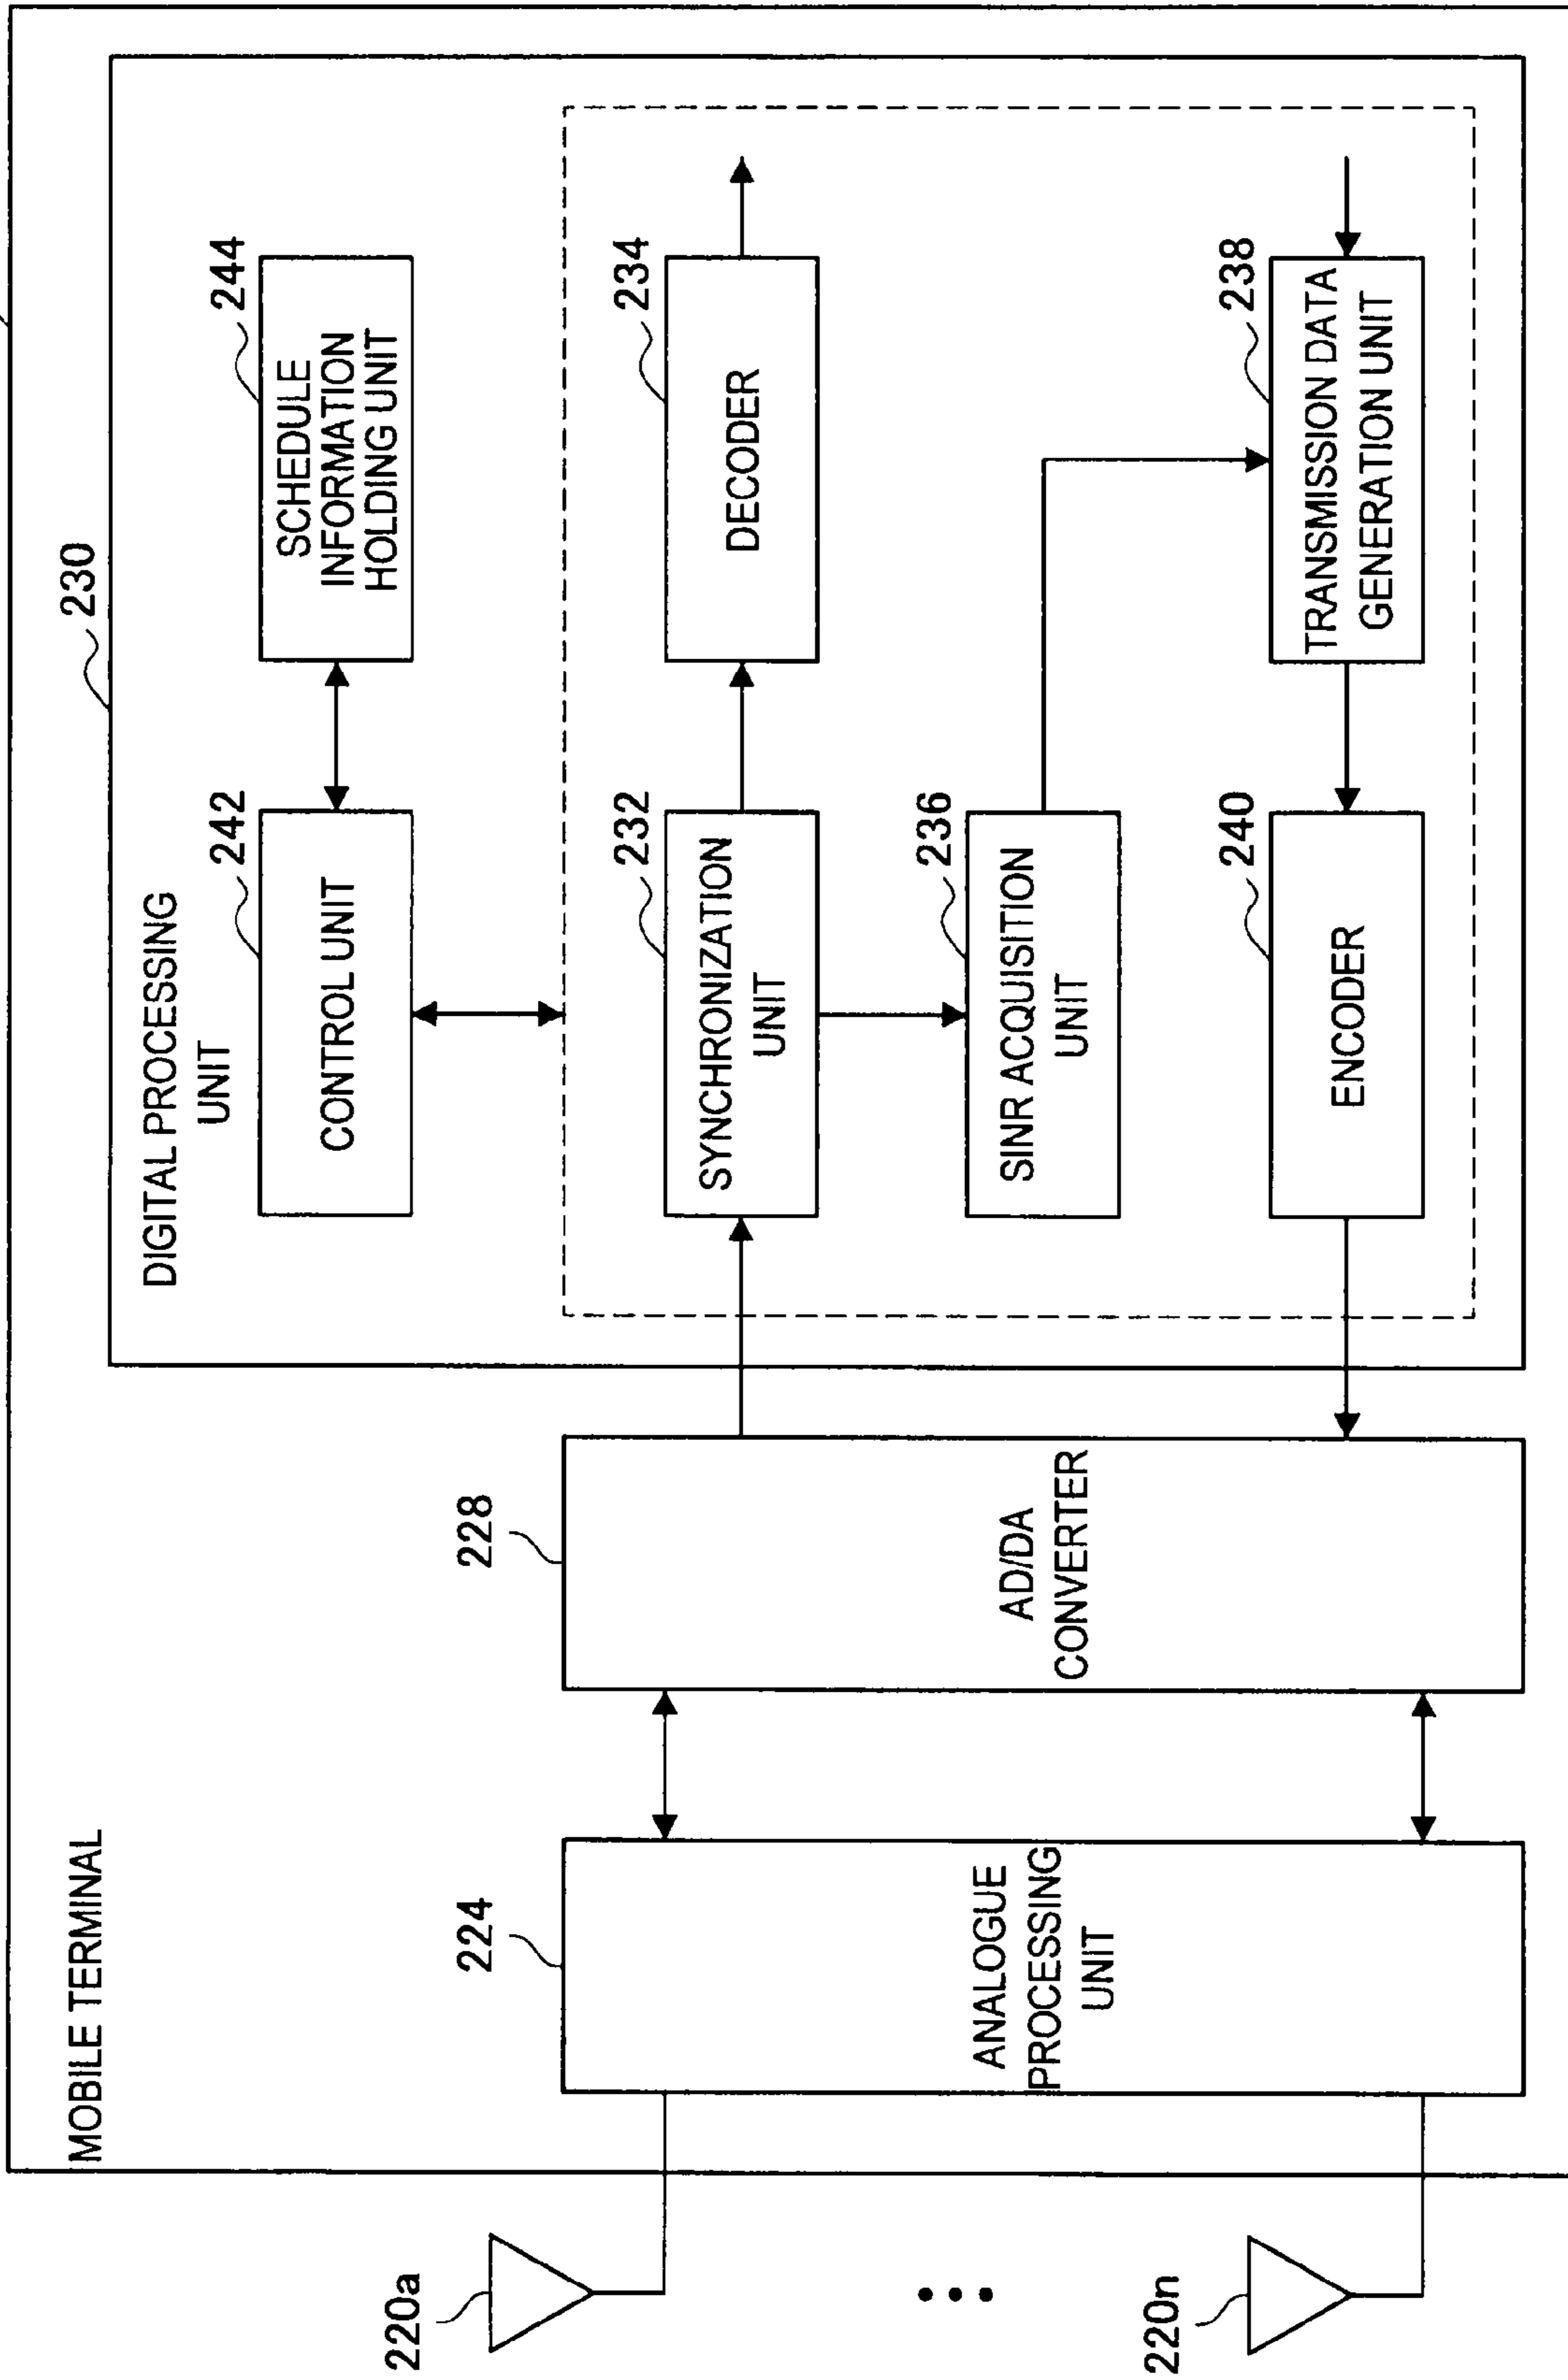 MOBILE TERMINAL
230
DIGITAL PROCESSING
UNIT
242
CONTROL UNIT
244
SCHEDULE
INFORMATION
HOLDING UNIT
220a
224
ANALOGUE
PROCESSING
UNIT
228
AD/DA
CONVERTER
232
SYNCHRONIZATION
UNIT
234
DECODER
236
SINR ACQUISITION
UNIT
220n
240
ENCODER
238
TRANSMISSION DATA
GENERATION UNIT